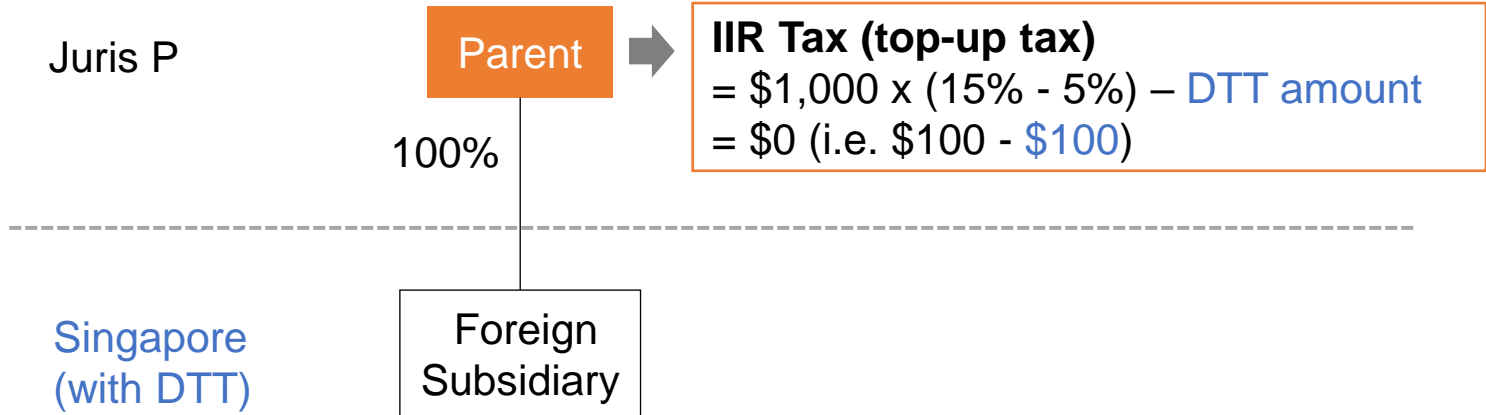 Juris P
Parent
IIR Tax (top-up tax)
= $1,000 x (15% - 5%) – DTT amount
= $0 (i.e. $100 - $100)
100%
Singapore
(with DTT)
Foreign
Subsidiary